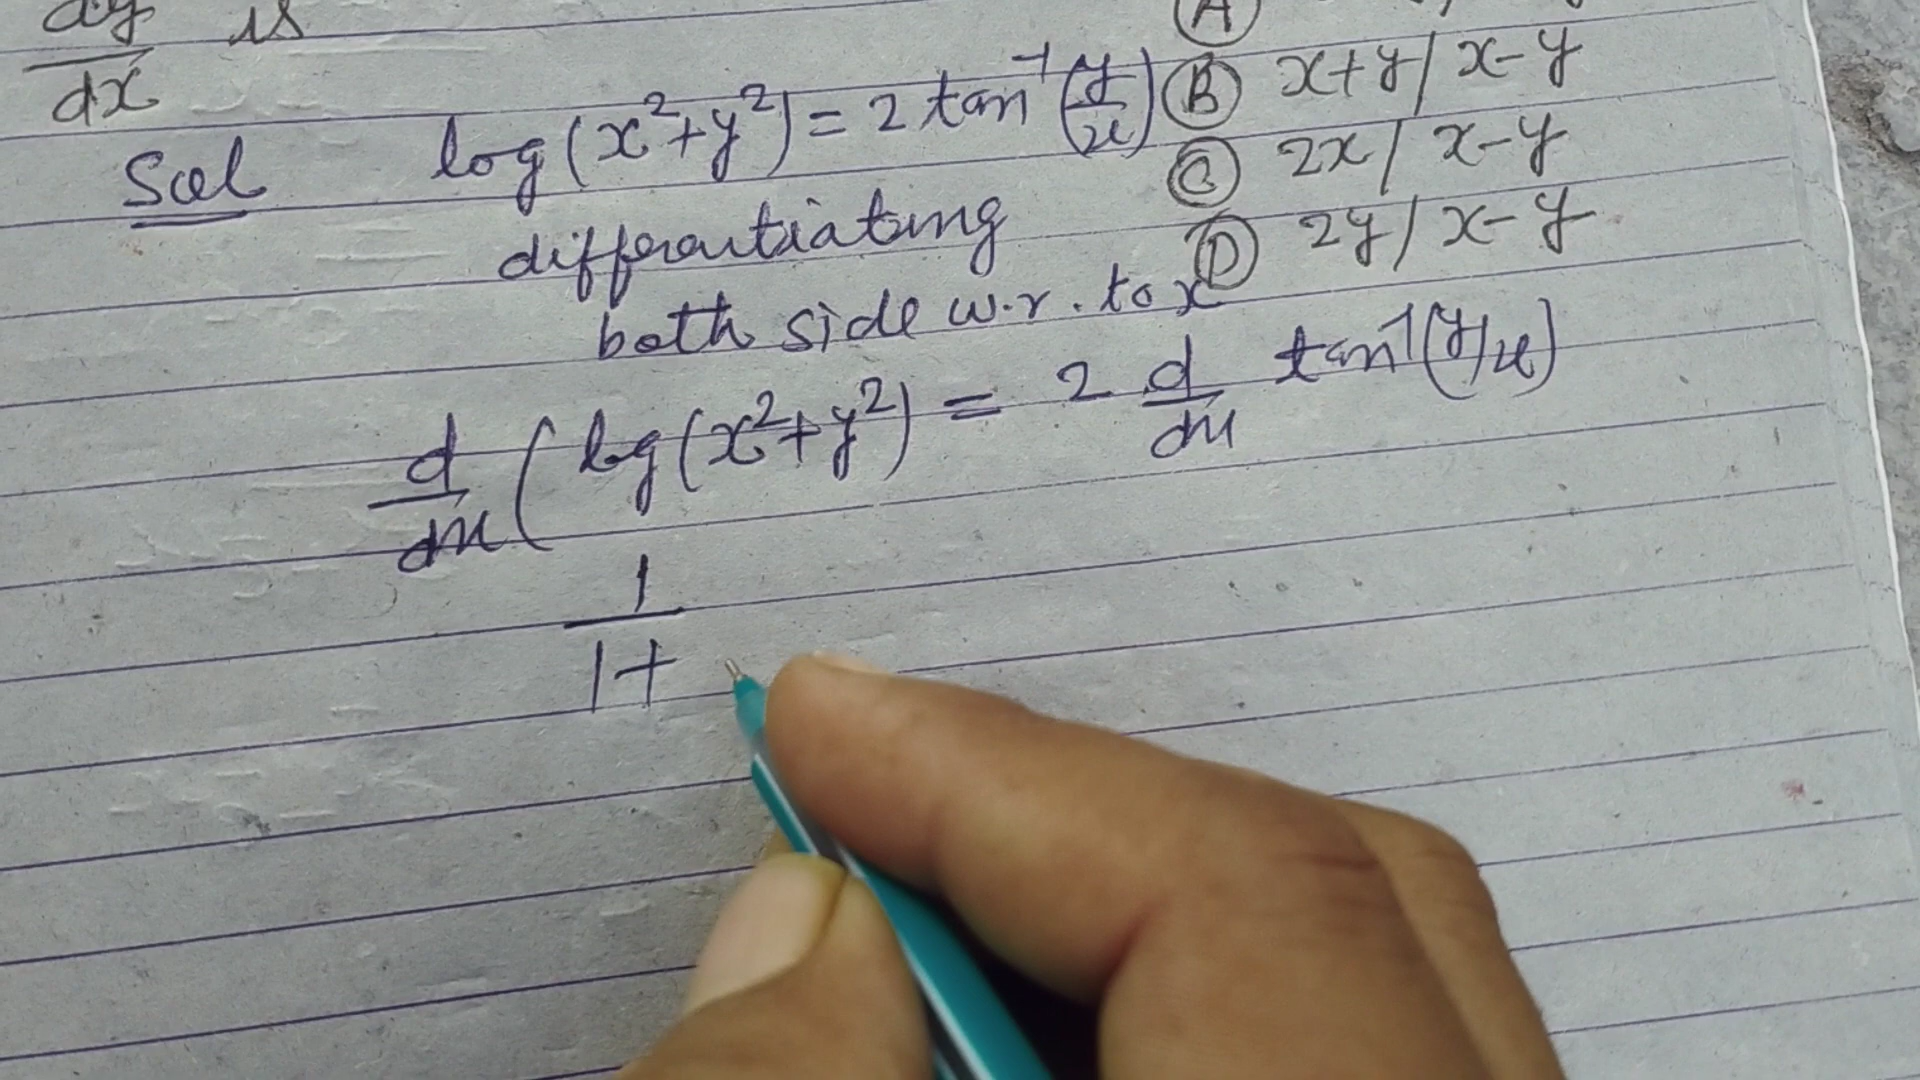 dy/dx is
Sol log(x²+y²) = 2 tan⁻¹(y/x)
differentiating
both side w.r. to x
d/dx (log(x²+y²) = 2 d/dx tan⁻¹(y/x)
1/1+
(A)
(B) x+y/ x-y
(C) 2x/ x-y
(D) 2y/ x-y